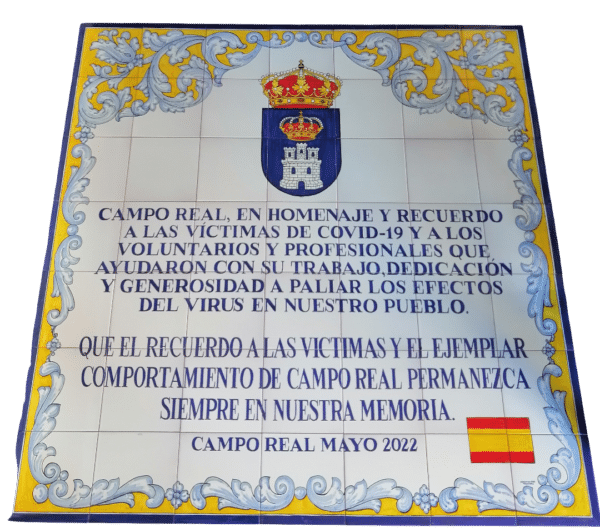 CAMPO REAL, EN HOMENAJE Y RECUERDO
A LAS VÍCTIMAS DE COVID-19 Y A LOS
VOLUNTARIOS Y PROFESIONALES QUE
AYUDARON CON SU TRABAJO, DEDICACIÓN
Y GENEROSIDAD A PALIAR LOS EFECTOS
DEL VIRUS EN NUESTRO PUEBLO.
QUE EL RECUERDO A LAS VICTIMAS Y EL EJEMPLAR
COMPORTAMIENTO DE CAMPO REAL PERMANEZCA
SIEMPRE EN NUESTRA MEMORIA.
CAMPO REAL MAYO 2022